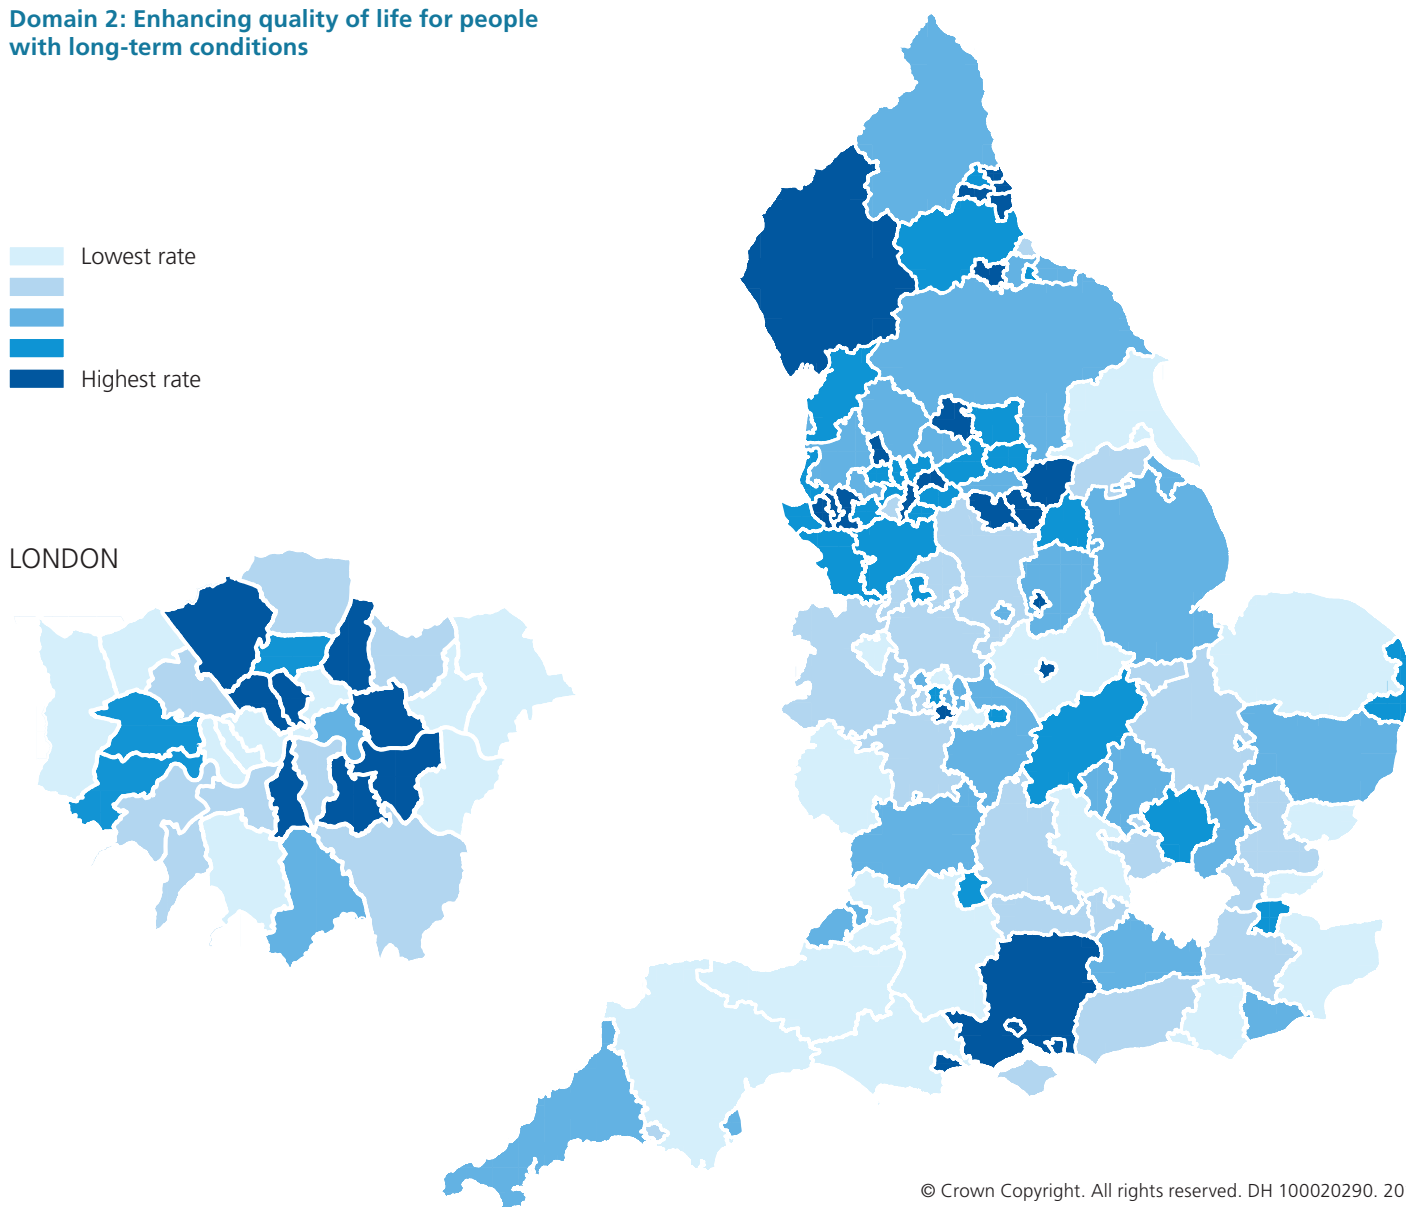 Domain 2: Enhancing quality of life for people
with long-term conditions
Lowest rate
Highest rate
LONDON
© Crown Copyright. All rights reserved. DH 100020290. 20